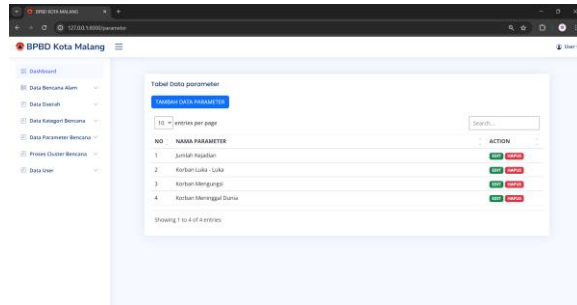 BPBD KOTA MALANG
127.0.0.1:8000/parameter
BPBD Kota Malang
User
Dashboard
Data Bencana Alam
Data Daerah
Data Kategori Bencana
Data Parameter Bencana
Proses Cluster Bencana
Data User
Tabel Data parameter
TAMBAH DATA PARAMETER
10 entries per page
Search...
NO NAMA PARAMETER ACTION
1 Jumlah Kejadian EDIT HAPUS
2 Korban Luka - Luka EDIT HAPUS
3 Korban Mengungsi EDIT HAPUS
4 Korban Meninggal Dunia EDIT HAPUS
Showing 1 to 4 of 4 entries